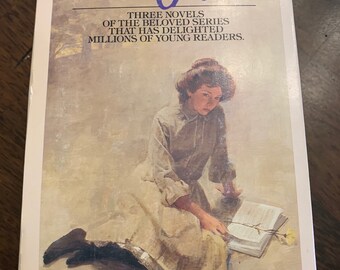 THREE NOVELS
OF THE BELOVED SERIES
THAT HAS DELIGHTED
MILLIONS OF YOUNG READERS.